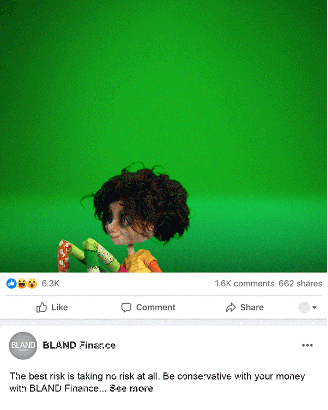 6.3K 1.6K comments 662 shares
Like Comment Share
BLAND BLAND Finance
The best risk is taking no risk at all. Be conservative with your money
with BLAND Finance... See more